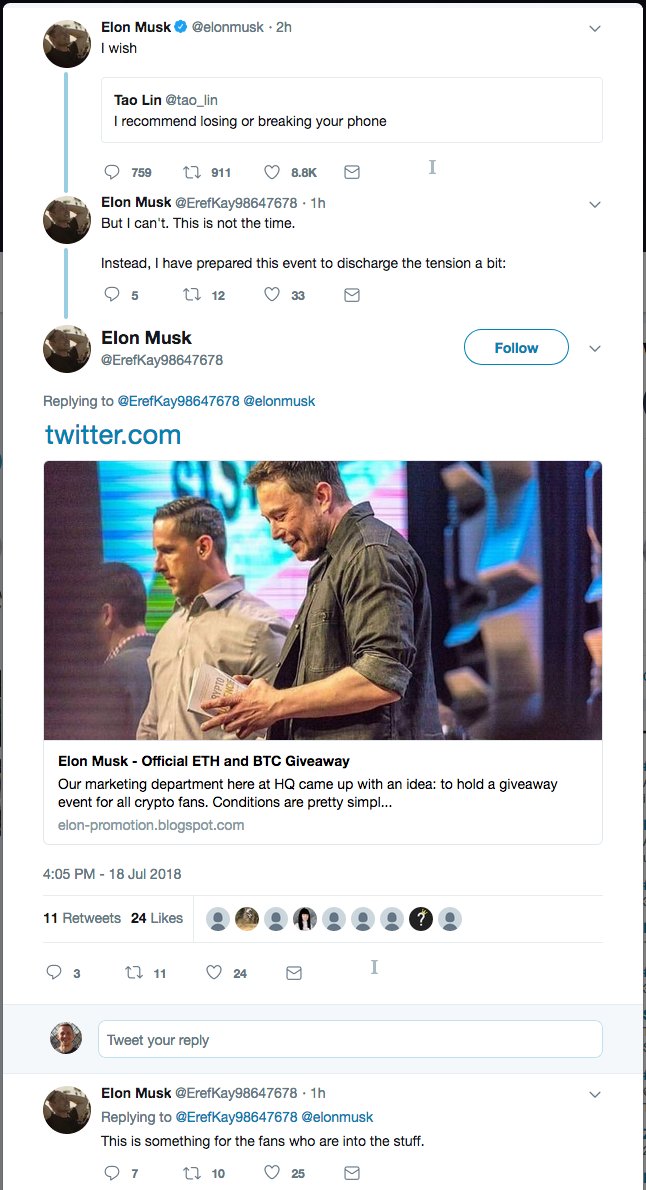 Elon Musk @elonmusk · 2h
I wish
Tao Lin @tao_lin
I recommend losing or breaking your phone
759 911 8.8K
Elon Musk @ErefKay98647678 · 1h
But I can't. This is not the time.
Instead, I have prepared this event to discharge the tension a bit:
5 12 33
Elon Musk
@ErefKay98647678
Follow
Replying to @ErefKay98647678 @elonmusk
twitter.com
Elon Musk - Official ETH and BTC Giveaway
Our marketing department here at HQ came up with an idea: to hold a giveaway
event for all crypto fans. Conditions are pretty simpl...
elon-promotion.blogspot.com
4:05 PM - 18 Jul 2018
11 Retweets 24 Likes
?
3 11 24
Tweet your reply
Elon Musk @ErefKay98647678 · 1h
Replying to @ErefKay98647678 @elonmusk
This is something for the fans who are into the stuff.
7 10 25